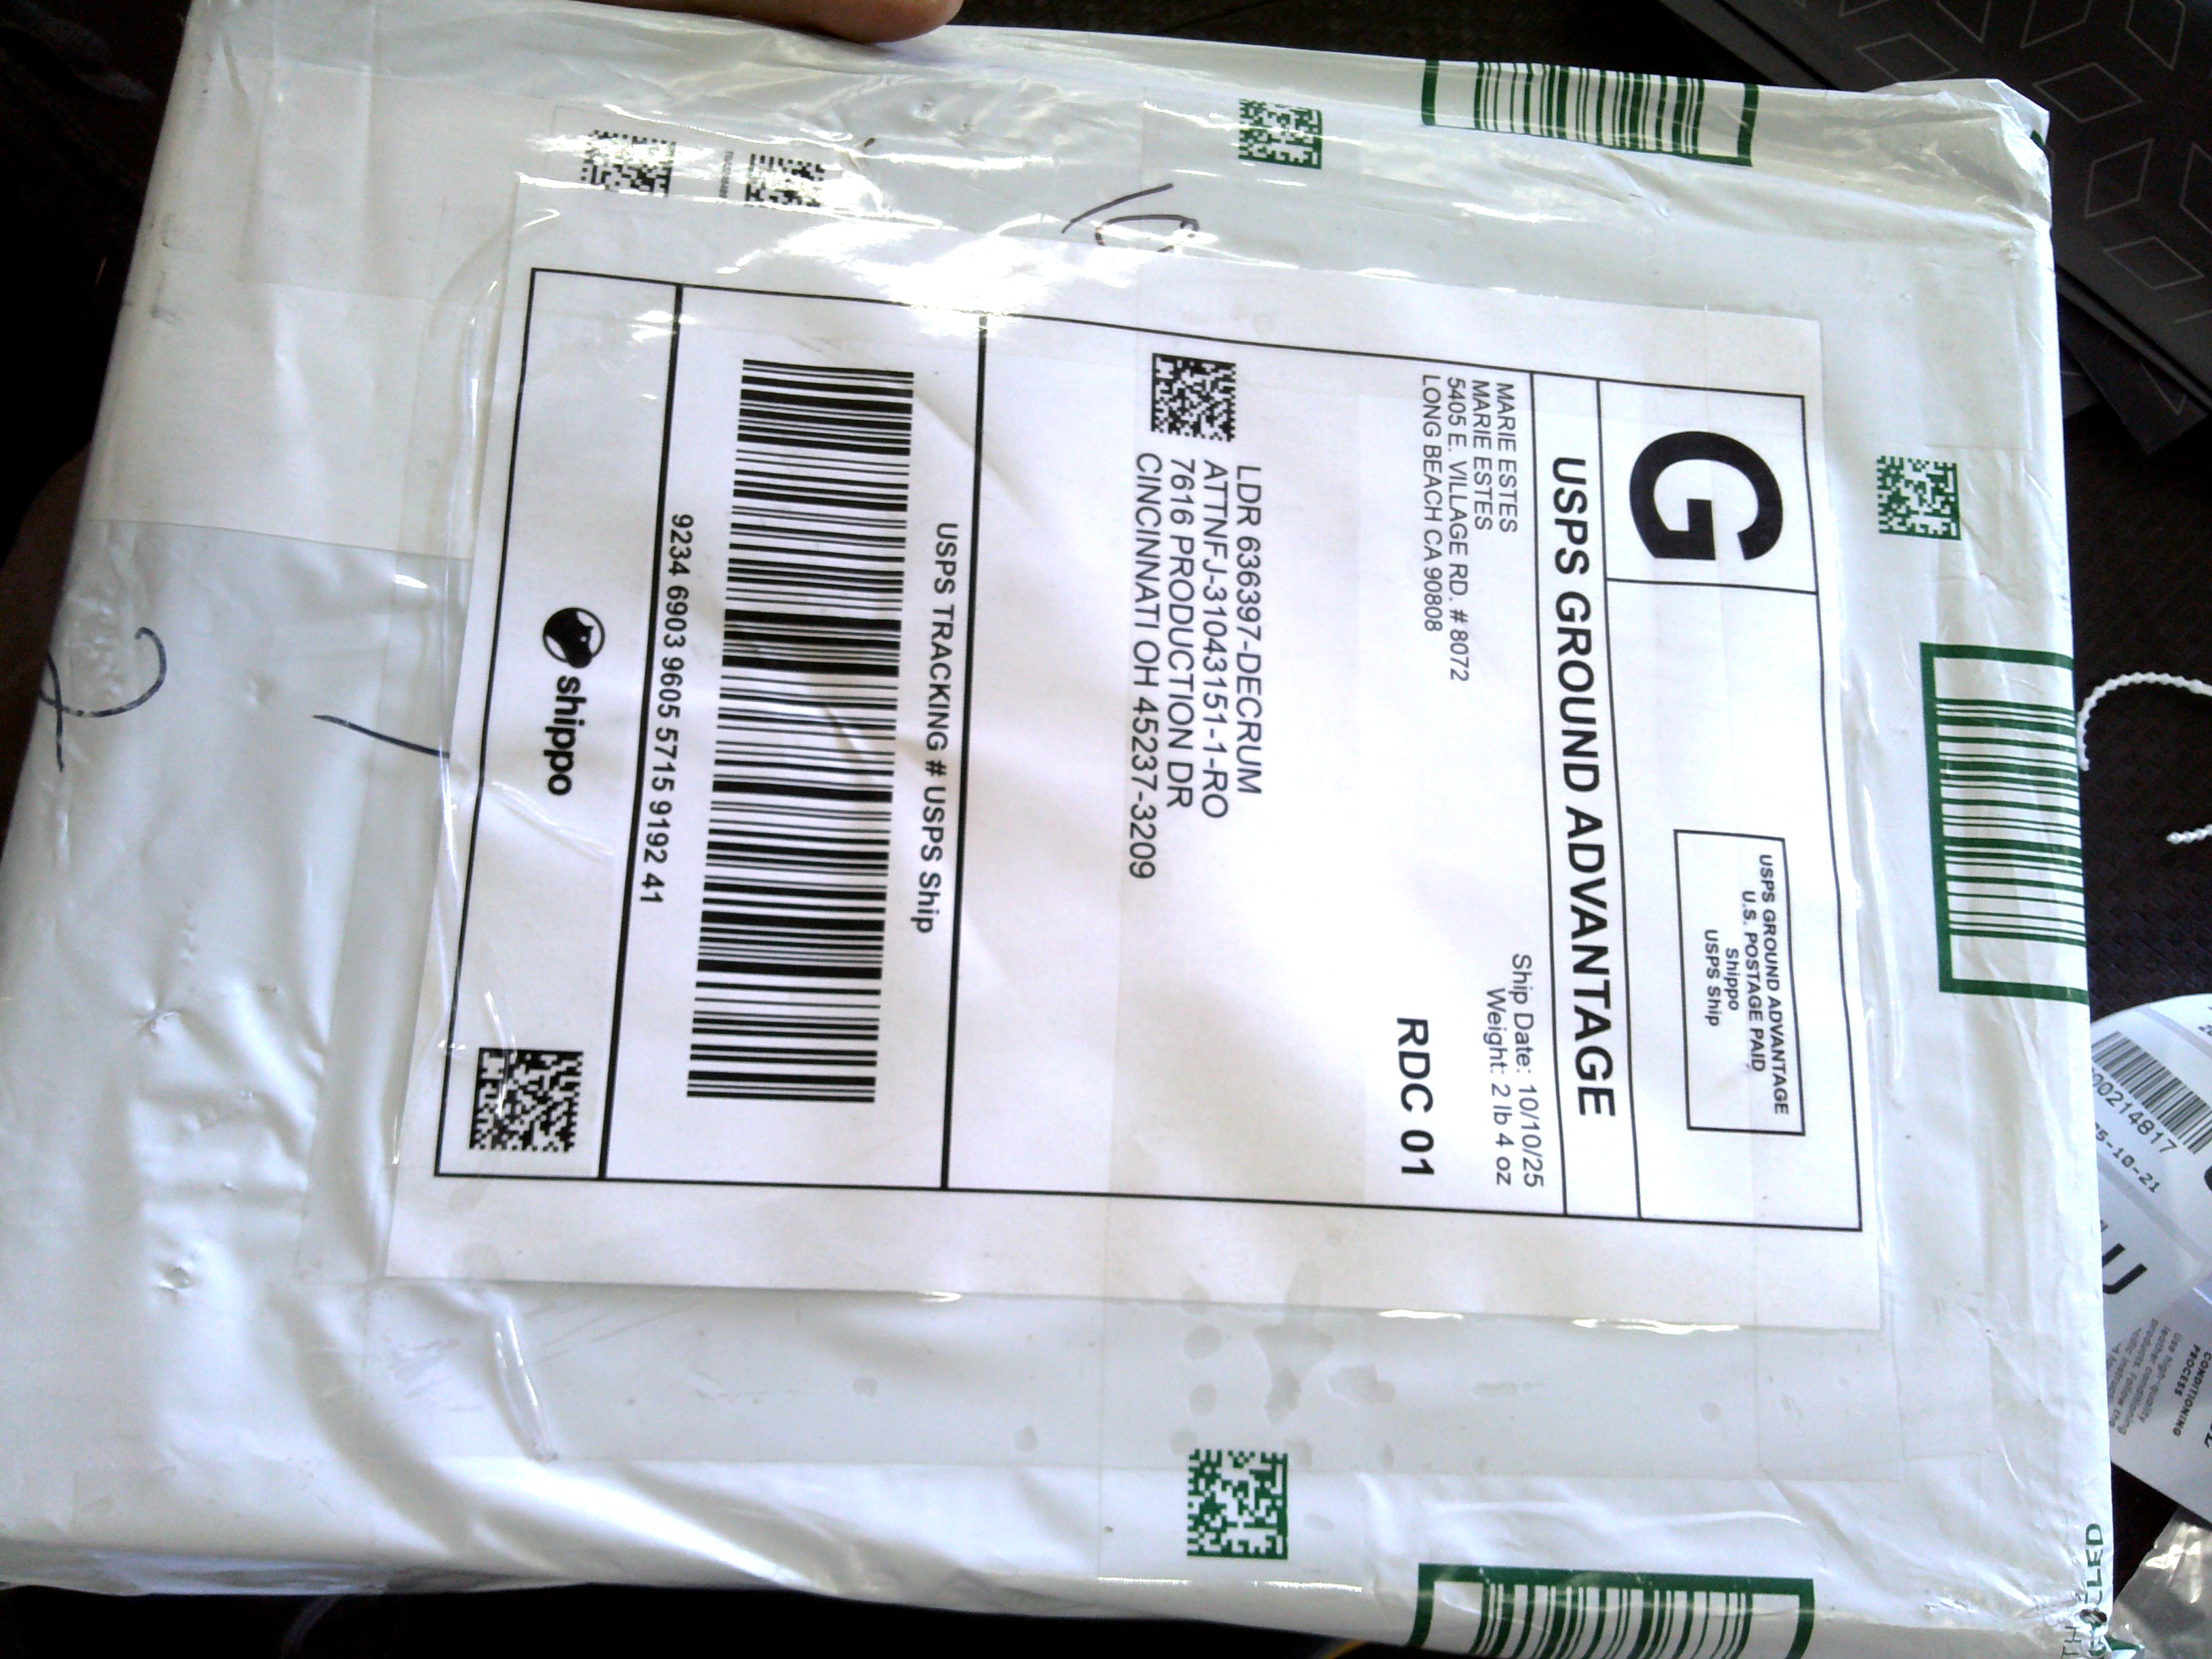 G
USPS GROUND ADVANTAGE
U.S. POSTAGE PAID
Shippo
USPS Ship
USPS GROUND ADVANTAGE
MARIE ESTES
MARIE ESTES
5405 E. VILLAGE RD. # 8072
LONG BEACH CA 90808
Ship Date: 10/10/25
Weight: 2 lb 4 oz
RDC 01
LDR 636397-DECRUM
ATTNFJ-31043151-1-RO
7616 PRODUCTION DR
CINCINNATI OH 45237-3209
USPS TRACKING # USPS Ship
9234 6903 9605 5715 9192 41
shippo
CONDITIONING
PROCESS